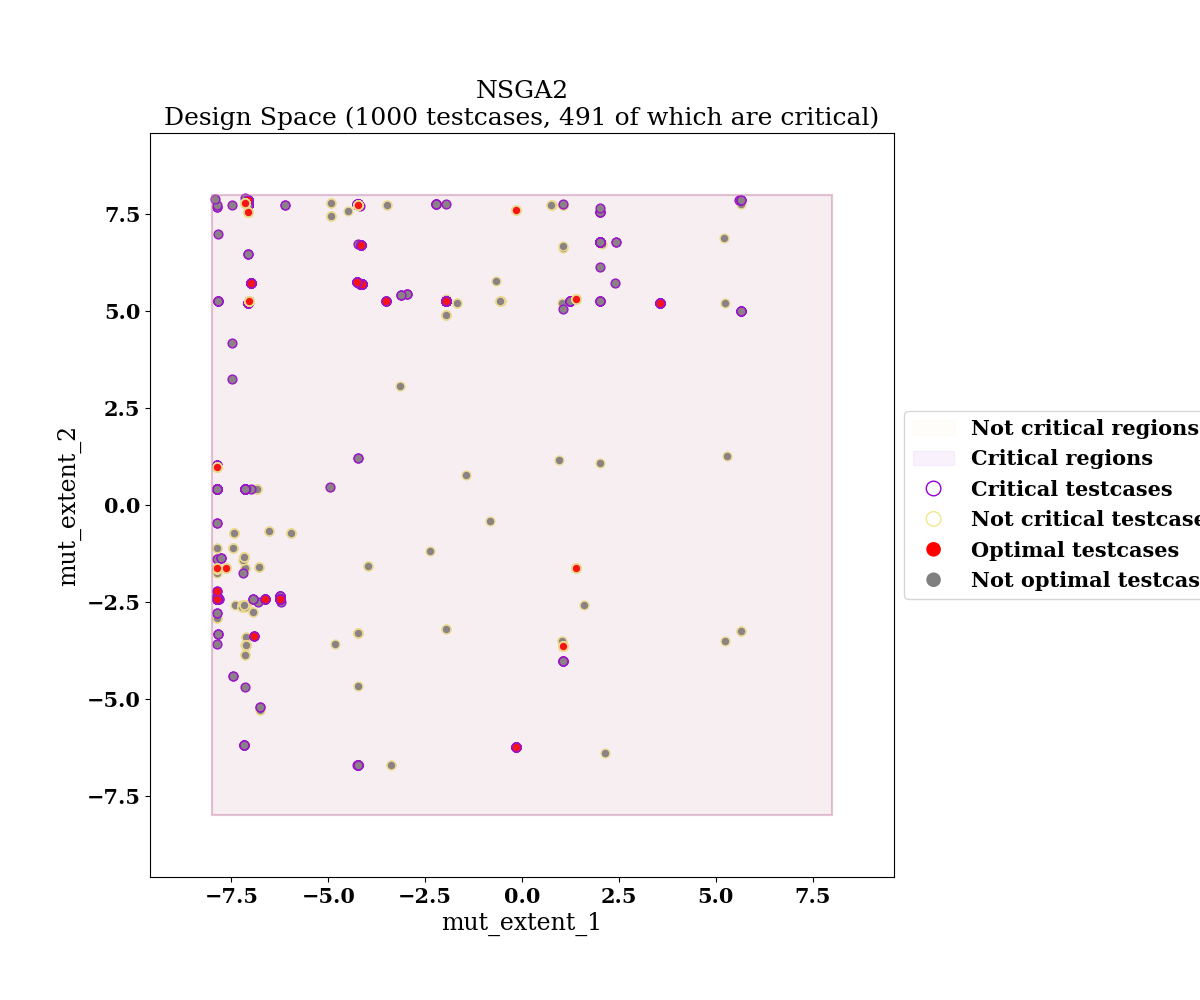 NSGA2
Design Space (1000 testcases, 491 of which are critical)
7.5
5.0
2.5
0.0
−2.5
−5.0
−7.5
mut_extent_2
−7.5
−5.0
−2.5
0.0
2.5
5.0
7.5
mut_extent_1
Not critical regions
Critical regions
Critical testcases
Not critical testcase
Optimal testcases
Not optimal testcas